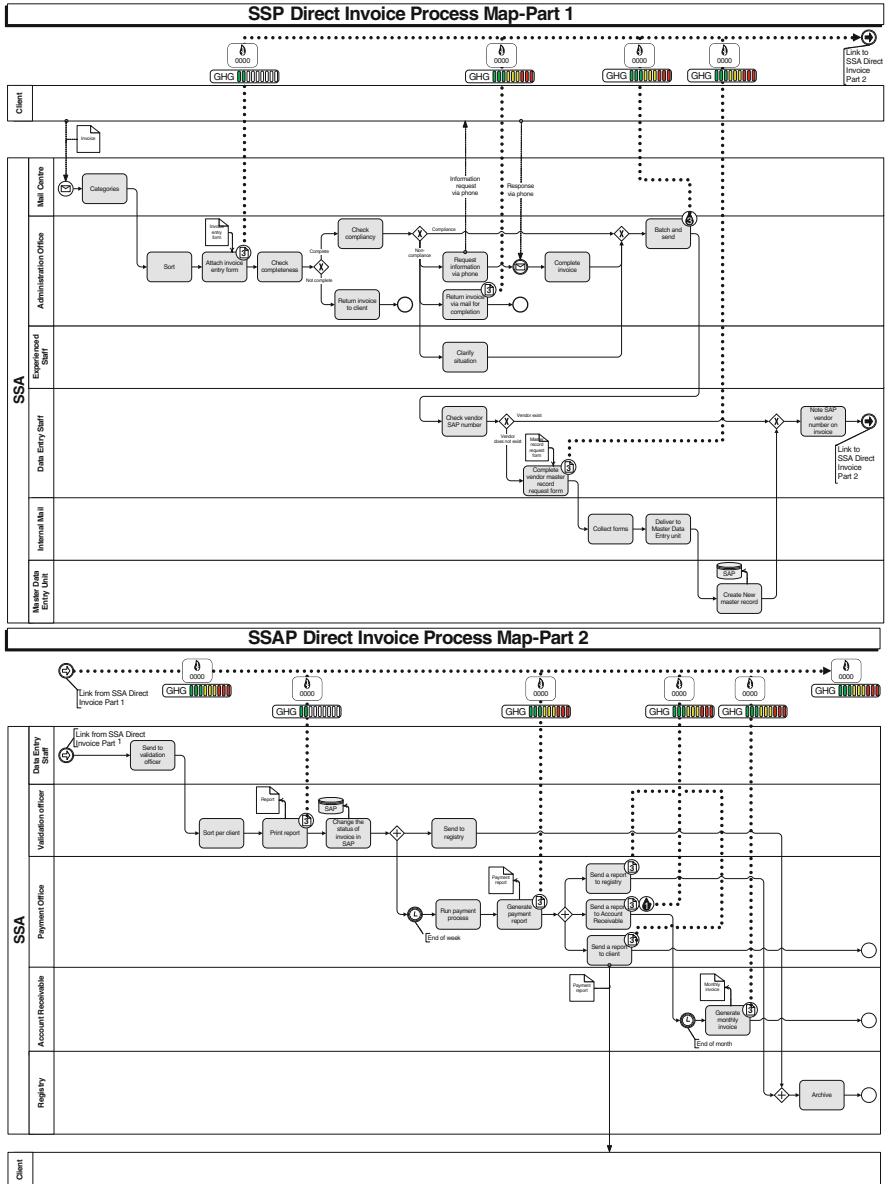 SSP Direct Invoice Process Map-Part 1
0000
0000
0000
0000
GHG
GHG
GHG
GHG
Link to
SSA Direct
Invoice
Part 2
Client
Invoice
SSA
Mail Centre
Categories
Information
request
via phone
Response
via phone
Administration Office
Invoice
entry
form
Sort
Attach invoice
entry form
Check
completeness
Complete
Not complete
Check
compliancy
Return invoice
to client
Compliance
Non-
compliance
Request
information
via phone
Return invoice
via mail for
completion
Complete
invoice
Batch and
send
Experienced
Staff
Clarify
situation
Data Entry Staff
Check vendor
SAP number
Vendor exist
Vendor
does not exist
Master
record
request
form
Complete
vendor master
record
request form
Note SAP
vendor
number on
invoice
Link to
SSA Direct
Invoice
Part 2
Internal Mail
Collect forms
Deliver to
Master Data
Entry unit
Master Data
Entry Unit
SAP
Create New
master record
SSAP Direct Invoice Process Map-Part 2
Link from SSA Direct
Invoice Part 1
0000
GHG
0000
GHG
0000
GHG
0000
GHG
0000
GHG
0000
GHG
SSA
Data Entry
Staff
Link from SSA Direct
Invoice Part 1
Send to
validation
officer
Validation officer
Report
SAP
Sort per client
Print report
Change the
status of
invoice in
SAP
Send to
registry
Payment Office
End of week
Run payment
process
Payment
report
Generate
payment
report
Send a report
to registry
Send a report
to Account
Receivable
Send a report
to client
Account Receivable
Payment
report
Monthly
invoice
End of month
Generate
monthly
invoice
Registry
Archive
Client